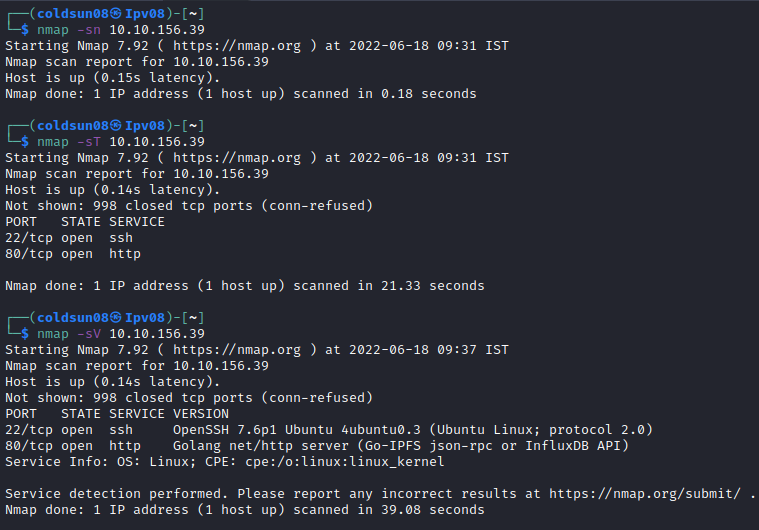 ┌──(coldsun08㉿Ipv08)-[~]
└─$ nmap -sn 10.10.156.39
Starting Nmap 7.92 ( https://nmap.org ) at 2022-06-18 09:31 IST
Nmap scan report for 10.10.156.39
Host is up (0.15s latency).
Nmap done: 1 IP address (1 host up) scanned in 0.18 seconds
┌──(coldsun08㉿Ipv08)-[~]
└─$ nmap -sT 10.10.156.39
Starting Nmap 7.92 ( https://nmap.org ) at 2022-06-18 09:31 IST
Nmap scan report for 10.10.156.39
Host is up (0.14s latency).
Not shown: 998 closed tcp ports (conn-refused)
PORT   STATE SERVICE
22/tcp open  ssh
80/tcp open  http
Nmap done: 1 IP address (1 host up) scanned in 21.33 seconds
┌──(coldsun08㉿Ipv08)-[~]
└─$ nmap -sV 10.10.156.39
Starting Nmap 7.92 ( https://nmap.org ) at 2022-06-18 09:37 IST
Nmap scan report for 10.10.156.39
Host is up (0.14s latency).
Not shown: 998 closed tcp ports (conn-refused)
PORT   STATE SERVICE VERSION
22/tcp open  ssh     OpenSSH 7.6p1 Ubuntu 4ubuntu0.3 (Ubuntu Linux; protocol 2.0)
80/tcp open  http    Golang net/http server (Go-IPFS json-rpc or InfluxDB API)
Service Info: OS: Linux; CPE: cpe:/o:linux:linux_kernel
Service detection performed. Please report any incorrect results at https://nmap.org/submit/ .
Nmap done: 1 IP address (1 host up) scanned in 39.08 seconds